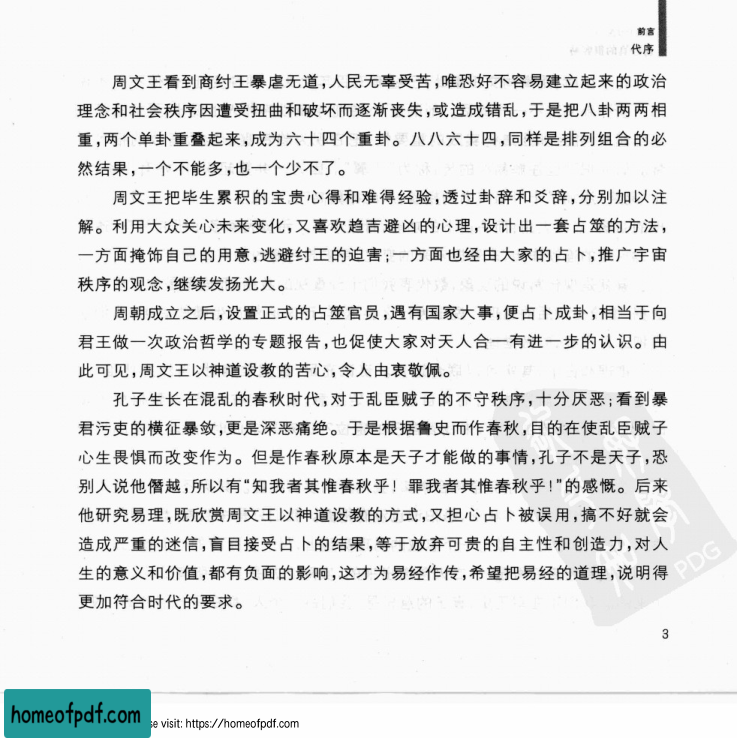 前言
代序
周文王看到商纣王暴虐无道,人民无辜受苦,唯恐好不容易建立起来的政治
理念和社会秩序因遭受扭曲和破坏而逐渐丧失,或造成错乱,于是把八卦两两相
重,两个单卦重叠起来,成为六十四个重卦。八八六十四,同样是排列组合的必
然结果,一个不能多,也一个少不了。
周文王把毕生累积的宝贵心得和难得经验,透过卦辞和爻辞,分别加以注
解。利用大众关心未来变化,又喜欢趋吉避凶的心理,设计出一套占筮的方法,
一方面掩饰自己的用意,逃避纣王的迫害;一方面也经由大家的占卜,推广宇宙
秩序的观念,继续发扬光大。
周朝成立之后,设置正式的占筮官员,遇有国家大事,便占卜成卦,相当于向
君王做一次政治哲学的专题报告,也促使大家对天人合一有进一步的认识。由
此可见,周文王以神道设教的苦心,令人由衷敬佩。
孔子生长在混乱的春秋时代,对于乱臣贼子的不守秩序,十分厌恶;看到暴
君污吏的横征暴敛,更是深恶痛绝。于是根据鲁史而作春秋,目的在使乱臣贼子
心生畏惧而改变作为。但是作春秋原本是天子才能做的事情,孔子不是天子,恐
别人说他僭越,所以有“知我者其惟春秋乎!罪我者其惟春秋乎!”的感慨。后来
他研究易理,既欣赏周文王以神道设教的方式,又担心占卜被误用,搞不好就会
造成严重的迷信,盲目接受占卜的结果,等于放弃可贵的自主性和创造力,对人
生的意义和价值,都有负面的影响,这才为易经作传,希望把易经的道理,说明得
更加符合时代的要求。
PDG
3
homeofpdf.com
se visit: https://homeofpdf.com